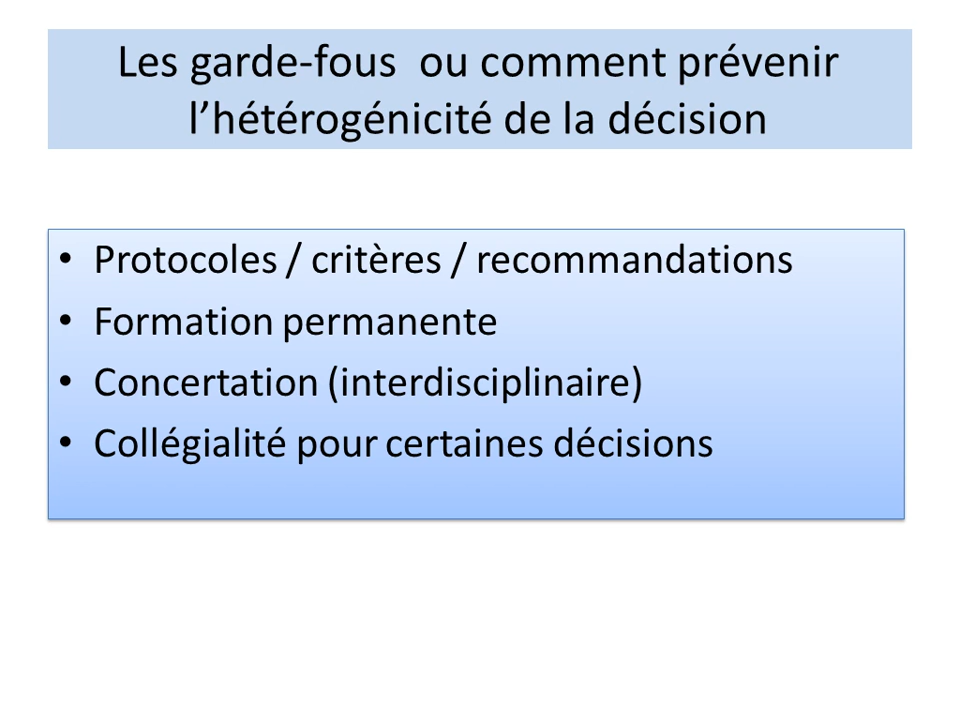 Les garde-fous  ou comment prévenir
l’hétérogénicité de la décision
• Protocoles / critères / recommandations
• Formation permanente
• Concertation (interdisciplinaire)
• Collégialité pour certaines décisions